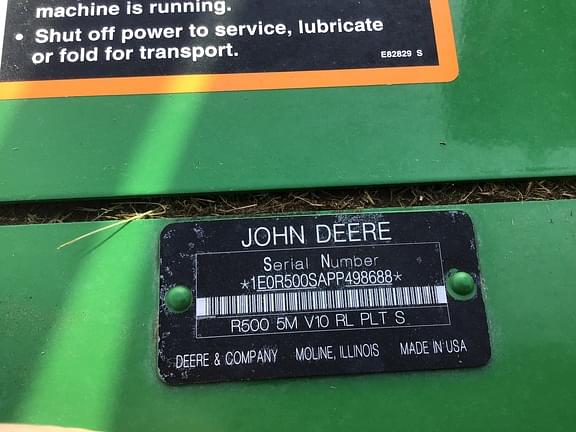 machine is running.
• Shut off power to service, lubricate
or fold for transport.
E82829 S
JOHN DEERE
Serial Number
*1E0R500SAPP498688*
R500 5M V10 RL PLT S
DEERE & COMPANY MOLINE, ILLINOIS MADE IN USA